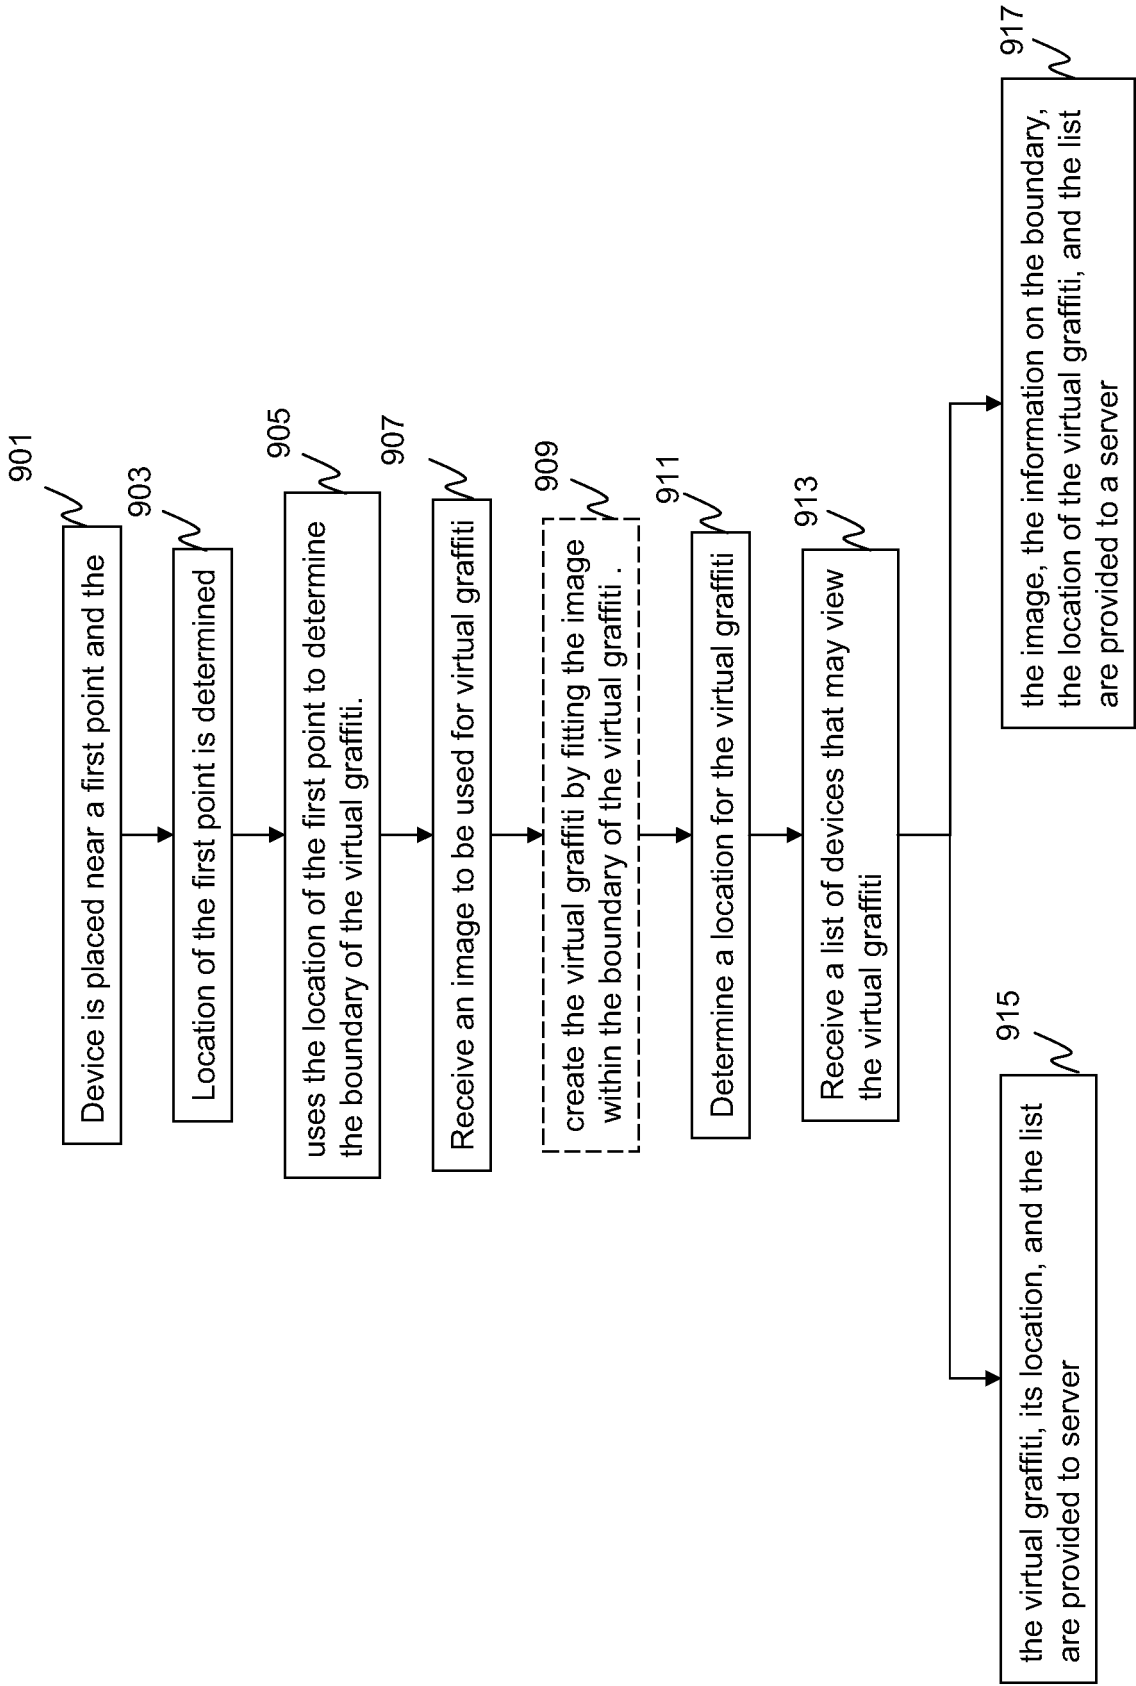 901
Device is placed near a first point and the
903
Location of the first point is determined
905
uses the location of the first point to determine
the boundary of the virtual graffiti.
907
Receive an image to be used for virtual graffiti
909
create the virtual graffiti by fitting the image
within the boundary of the virtual graffiti .
911
Determine a location for the virtual graffiti
913
Receive a list of devices that may view
the virtual graffiti
915
the virtual graffiti, its location, and the list
are provided to server
917
the image, the information on the boundary,
the location of the virtual graffiti, and the list
are provided to a server